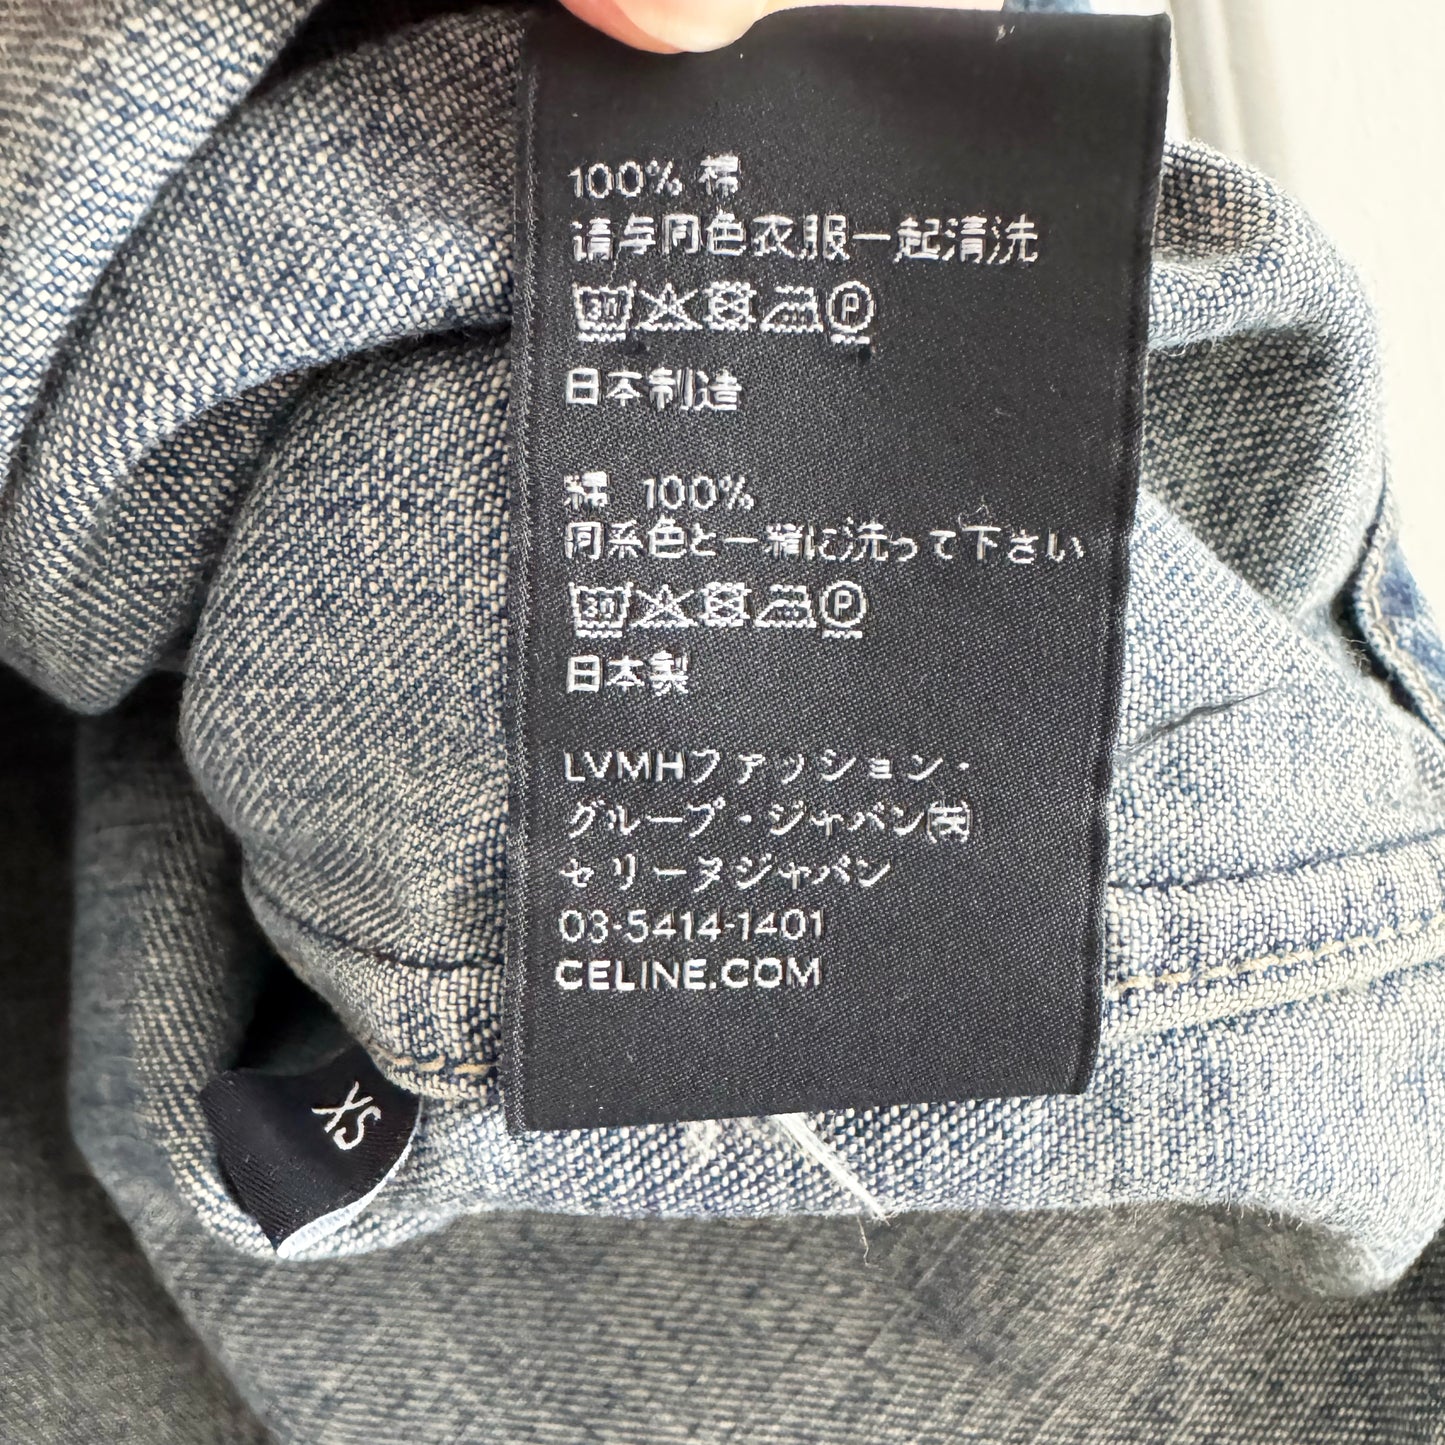 100% 棉
请与同色衣服一起清洗
30 P
日本制造
棉 100%
同系色と一緒に洗って下さい
30 P
日本製
LVMHファッション・
グループ・ジャパン㈱
セリーヌジャパン
03-5414-1401
CELINE.COM
XS